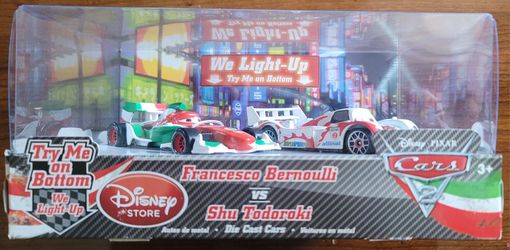 We Light-Up
We Light-Up
Try Me on Bottom
Try Me
on
Bottom
We
Light-Up
Disney
STORE
Francesco Bernoulli
vs
Shu Todoroki
Autos de metal • Die Cast Cars • Voitures en métal
Disney • PIXAR
Cars
2
3+